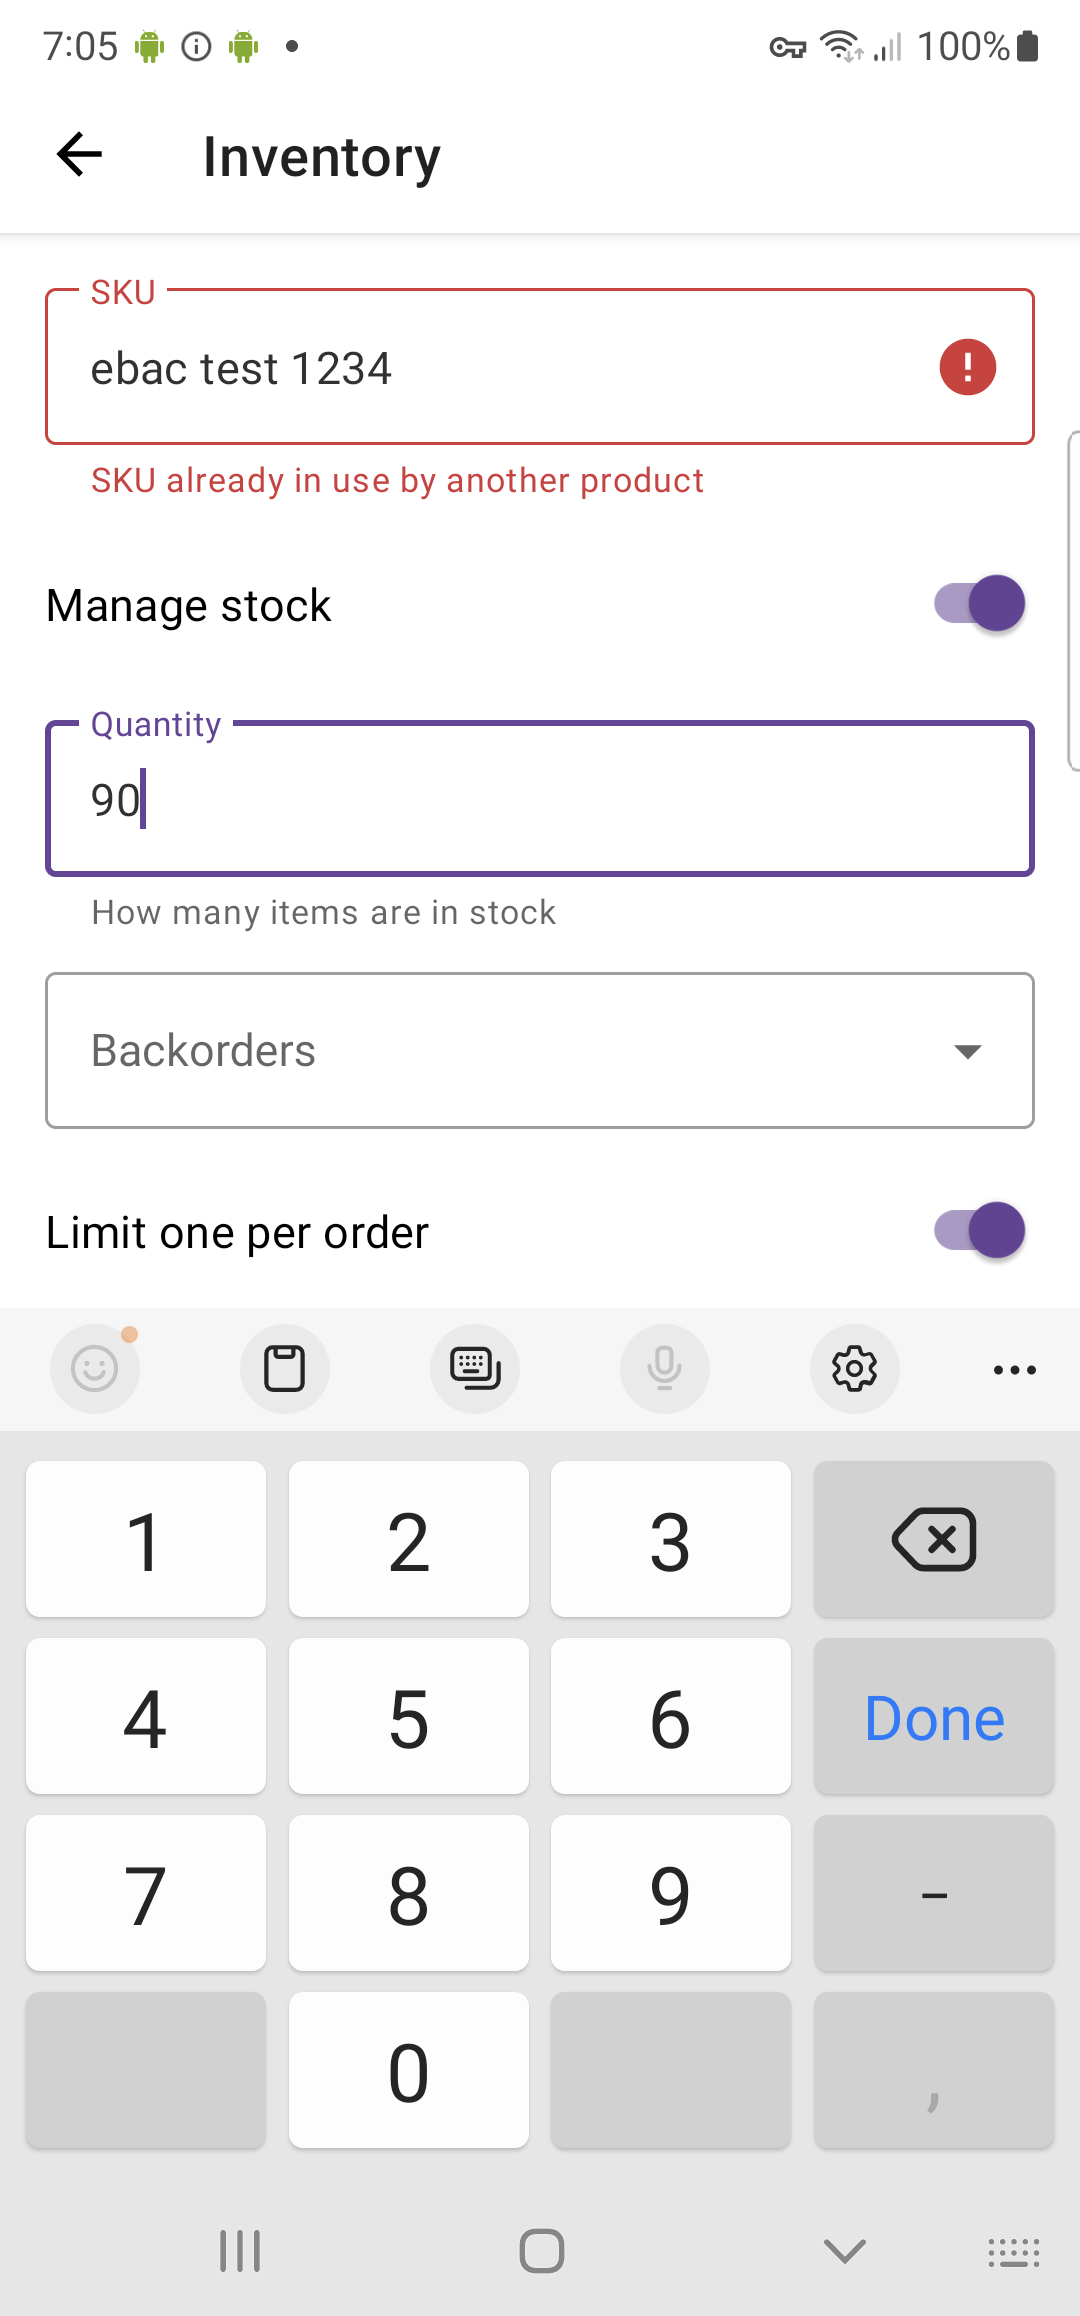 7:05 100%
Inventory
SKU
ebac test 1234
SKU already in use by another product
Manage stock
Quantity
90
How many items are in stock
Backorders
Limit one per order
1 2 3
4 5 6 Done
7 8 9 -
0 ,